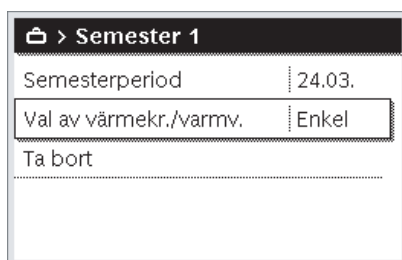 > Semester 1
Semesterperiod 24.03.
Val av värmekr./varmv. Enkel
Ta bort